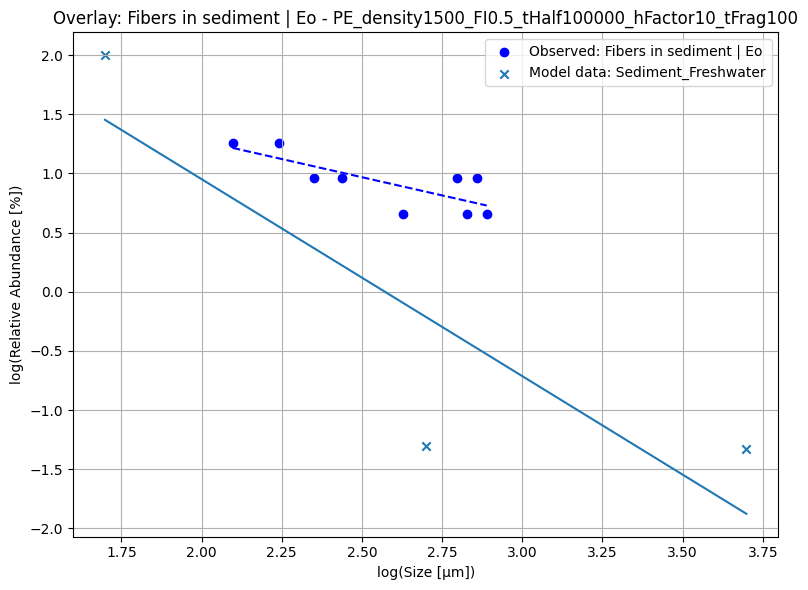 Overlay: Fibers in sediment | Eo - PE_density1500_FI0.5_tHalf100000_hFactor10_tFrag100
Observed: Fibers in sediment | Eo
Model data: Sediment_Freshwater
log(Relative Abundance [%])
2.0
1.5
1.0
0.5
0.0
−0.5
−1.0
−1.5
−2.0
1.75 2.00 2.25 2.50 2.75 3.00 3.25 3.50 3.75
log(Size [µm])